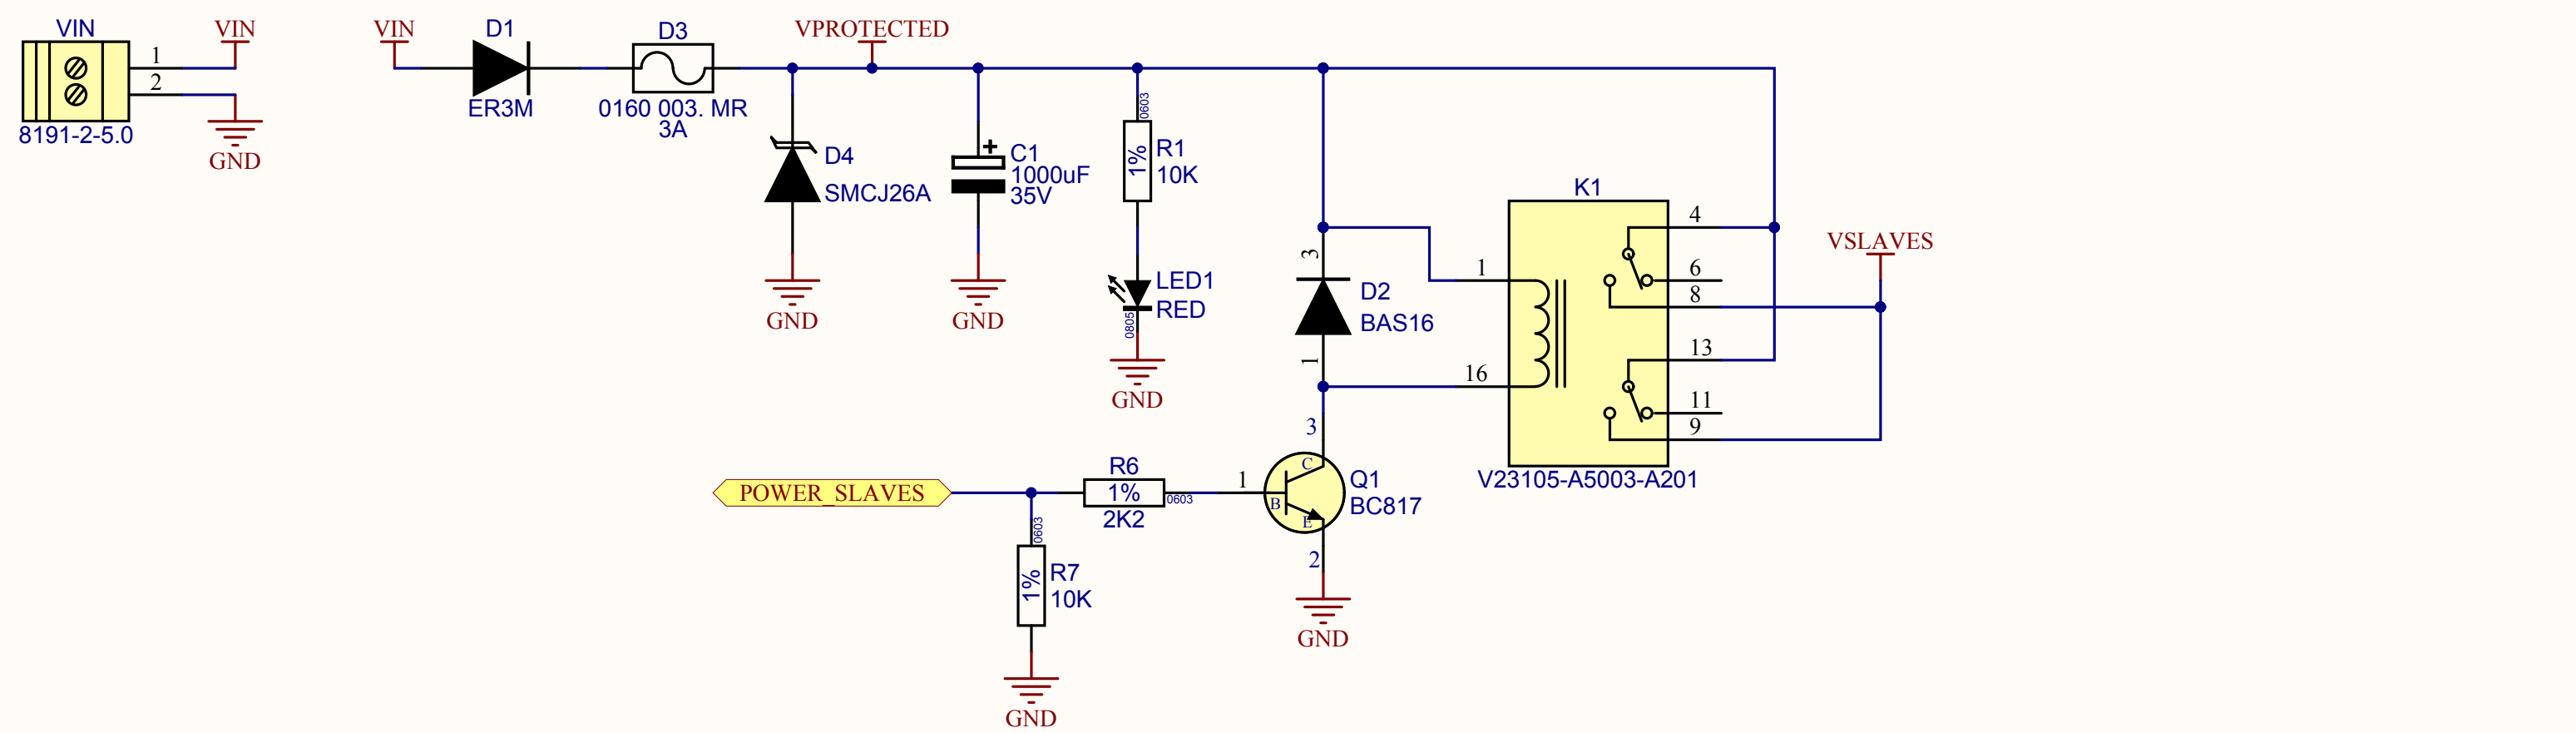 VIN
1
2
8191-2-5.0
VIN
GND
VIN
D1
ER3M
D3
0160 003. MR
3A
VPROTECTED
D4
SMCJ26A
GND
+
C1
1000uF
35V
GND
0603
1%
R1
10K
LED1
RED
0805
GND
3
D2
BAS16
1
K1
1
16
4
6
8
13
11
9
V23105-A5003-A201
VSLAVES
POWER_SLAVES
R6
1%
0603
2K2
0603
1%
R7
10K
GND
1
3
C
B
E
Q1
BC817
2
GND